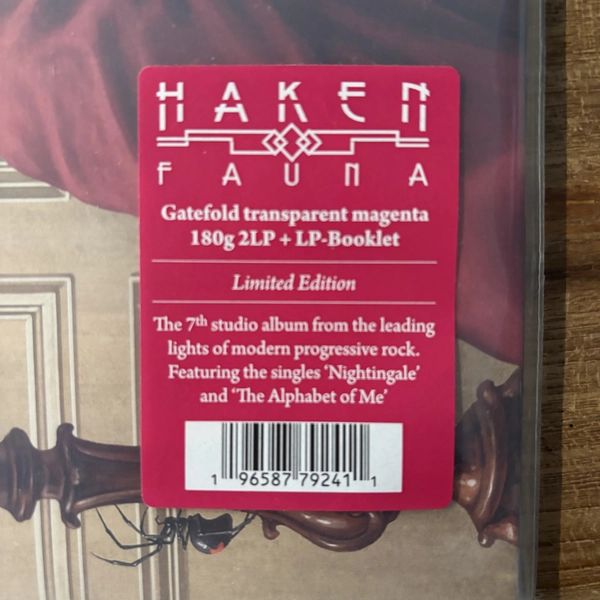 HAKEN
FAUNA
Gatefold transparent magenta
180g 2LP + LP-Booklet
Limited Edition
The 7th studio album from the leading
lights of modern progressive rock.
Featuring the singles ‘Nightingale’
and ‘The Alphabet of Me’
1 96587 79241 1